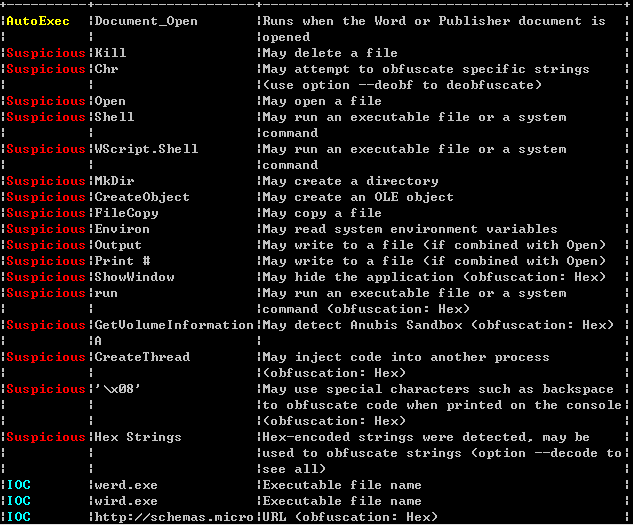 AutoExec |Document_Open |Runs when the Word or Publisher document is
opened
Suspicious|Kill |May delete a file
Suspicious|Chr |May attempt to obfuscate specific strings
(use option --deobf to deobfuscate)
Suspicious|Open |May open a file
Suspicious|Shell |May run an executable file or a system
command
Suspicious|WScript.Shell |May run an executable file or a system
command
Suspicious|MkDir |May create a directory
Suspicious|CreateObject |May create an OLE object
Suspicious|FileCopy |May copy a file
Suspicious|Environ |May read system environment variables
Suspicious|Output |May write to a file (if combined with Open)
Suspicious|Print # |May write to a file (if combined with Open)
Suspicious|ShowWindow |May hide the application (obfuscation: Hex)
Suspicious|run |May run an executable file or a system
command (obfuscation: Hex)
Suspicious|GetVolumeInformation|May detect Anubis Sandbox (obfuscation: Hex)
A
Suspicious|CreateThread |May inject code into another process
(obfuscation: Hex)
Suspicious|'\x08' |May use special characters such as backspace
to obfuscate code when printed on the console
(obfuscation: Hex)
Suspicious|Hex Strings |Hex-encoded strings were detected, may be
used to obfuscate strings (option --decode to
see all)
IOC |werd.exe |Executable file name
IOC |wird.exe |Executable file name
IOC |http://schemas.micro|URL (obfuscation: Hex)